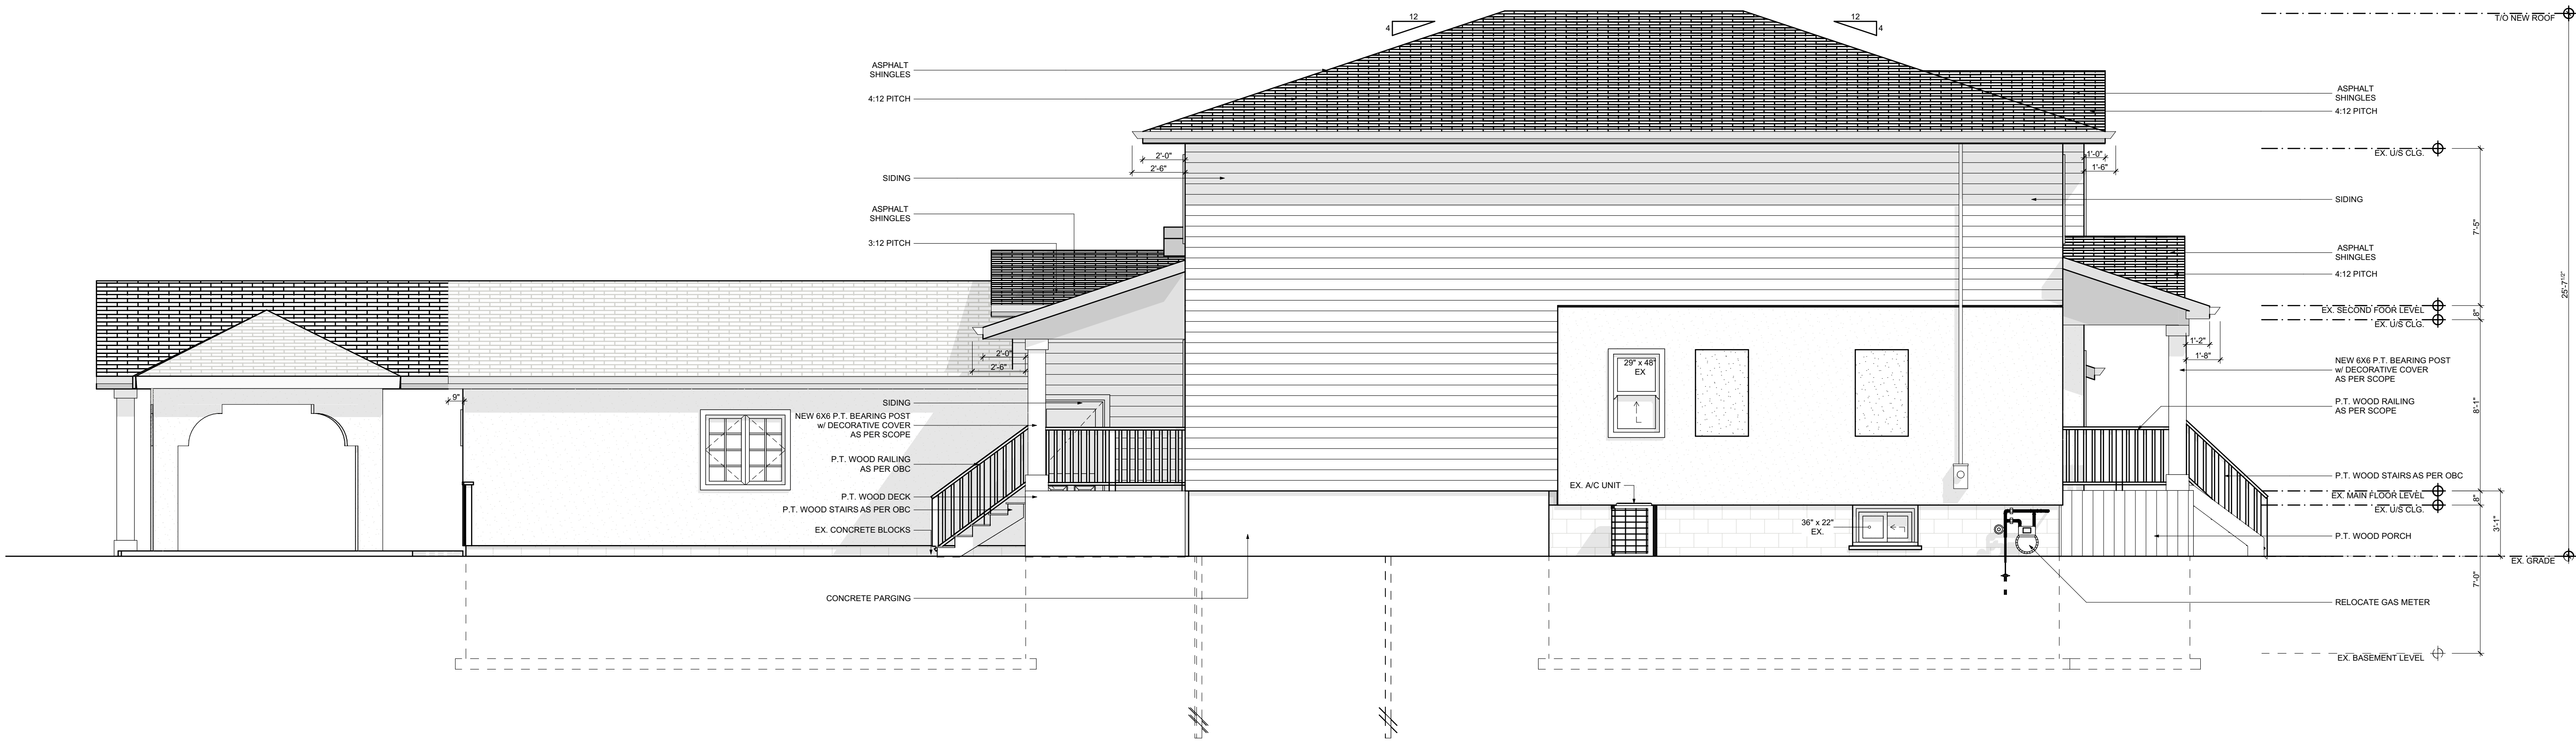 12
4
12
4
T/O NEW ROOF
ASPHALT
SHINGLES
4:12 PITCH
ASPHALT
SHINGLES
4:12 PITCH
2'-0"
2'-6"
1'-0"
1'-6"
EX. U/S CLG.
SIDING
SIDING
ASPHALT
SHINGLES
3:12 PITCH
7'-5"
ASPHALT
SHINGLES
4:12 PITCH
25'-7 1/2"
EX. SECOND FOOR LEVEL
8"
EX. U/S CLG.
2'-0"
2'-6"
1'-2"
1'-8"
29" x 48"
EX
NEW 6X6 P.T. BEARING POST
w/ DECORATIVE COVER
AS PER SCOPE
9"
SIDING
NEW 6X6 P.T. BEARING POST
w/ DECORATIVE COVER
AS PER SCOPE
P.T. WOOD RAILING
AS PER SCOPE
8'-1"
P.T. WOOD RAILING
AS PER OBC
P.T. WOOD STAIRS AS PER OBC
EX. A/C UNIT
P.T. WOOD DECK
EX. MAIN FLOOR LEVEL
8"
EX. U/S CLG.
P.T. WOOD STAIRS AS PER OBC
3'-1"
EX. CONCRETE BLOCKS
36" x 22"
EX.
P.T. WOOD PORCH
EX. GRADE
7'-0"
CONCRETE PARGING
RELOCATE GAS METER
EX. BASEMENT LEVEL